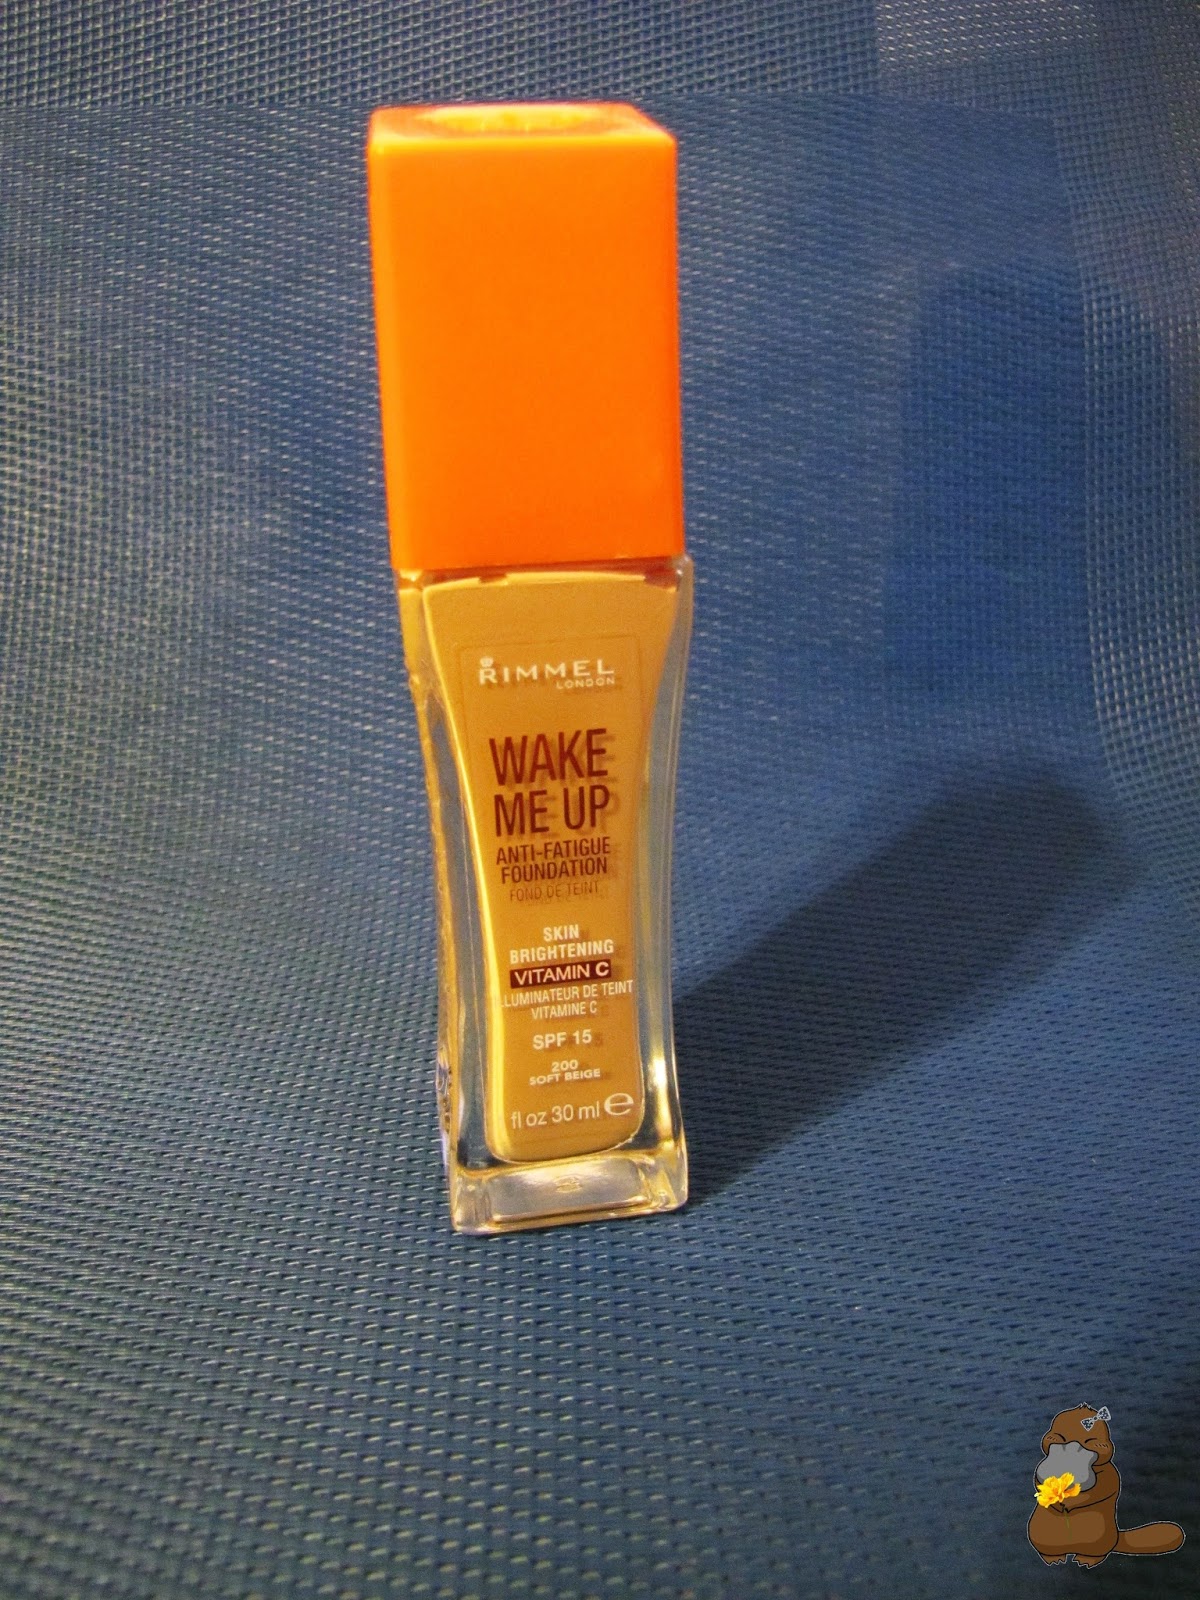 RIMMEL
LONDON
WAKE
ME UP
ANTI-FATIGUE
FOUNDATION
FOND DE TEINT
SKIN
BRIGHTENING
VITAMIN C
ILLUMINATEUR DE TEINT
VITAMINE C
SPF 15
200
SOFT BEIGE
fl oz 30 ml e